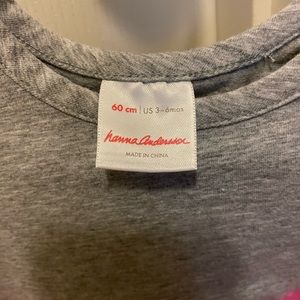 60 cm | US 3-6mos
hanna andersson
MADE IN CHINA